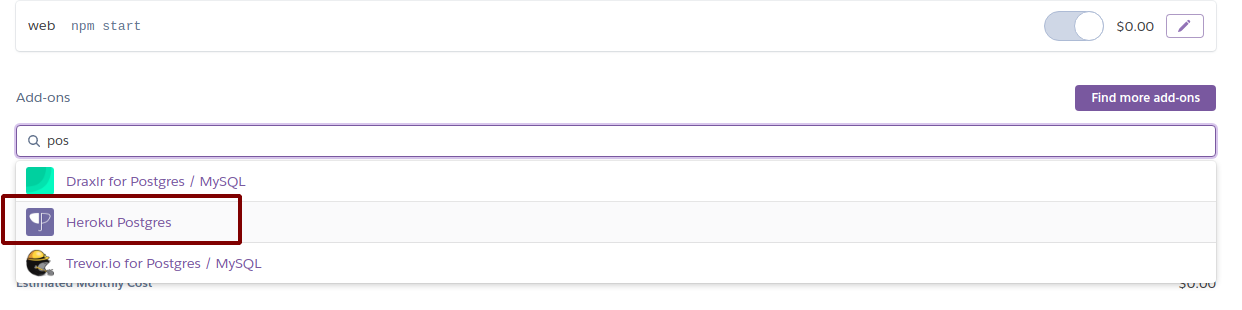 web npm start $0.00
Add-ons Find more add-ons
pos
Draxlr for Postgres / MySQL
Heroku Postgres
Trevor.io for Postgres / MySQL
Estimated Monthly Cost $0.00